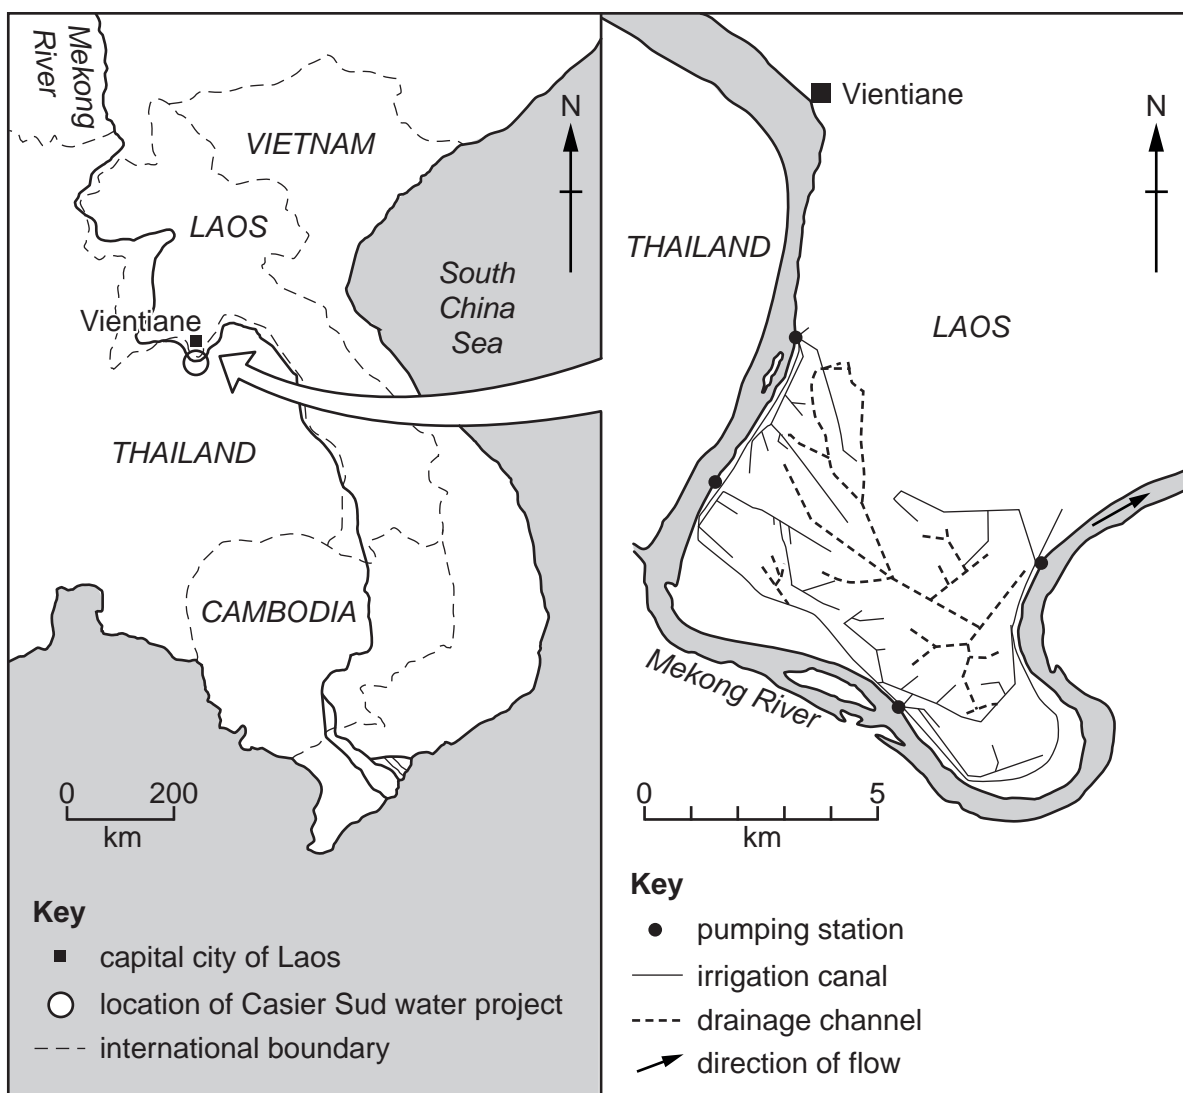 Mekong
River
VIETNAM
LAOS
N
South
China
Sea
Vientiane
THAILAND
CAMBODIA
0 200
km
Key
capital city of Laos
location of Casier Sud water project
international boundary
Vientiane
N
THAILAND
LAOS
Mekong River
0 5
km
Key
pumping station
irrigation canal
drainage channel
direction of flow